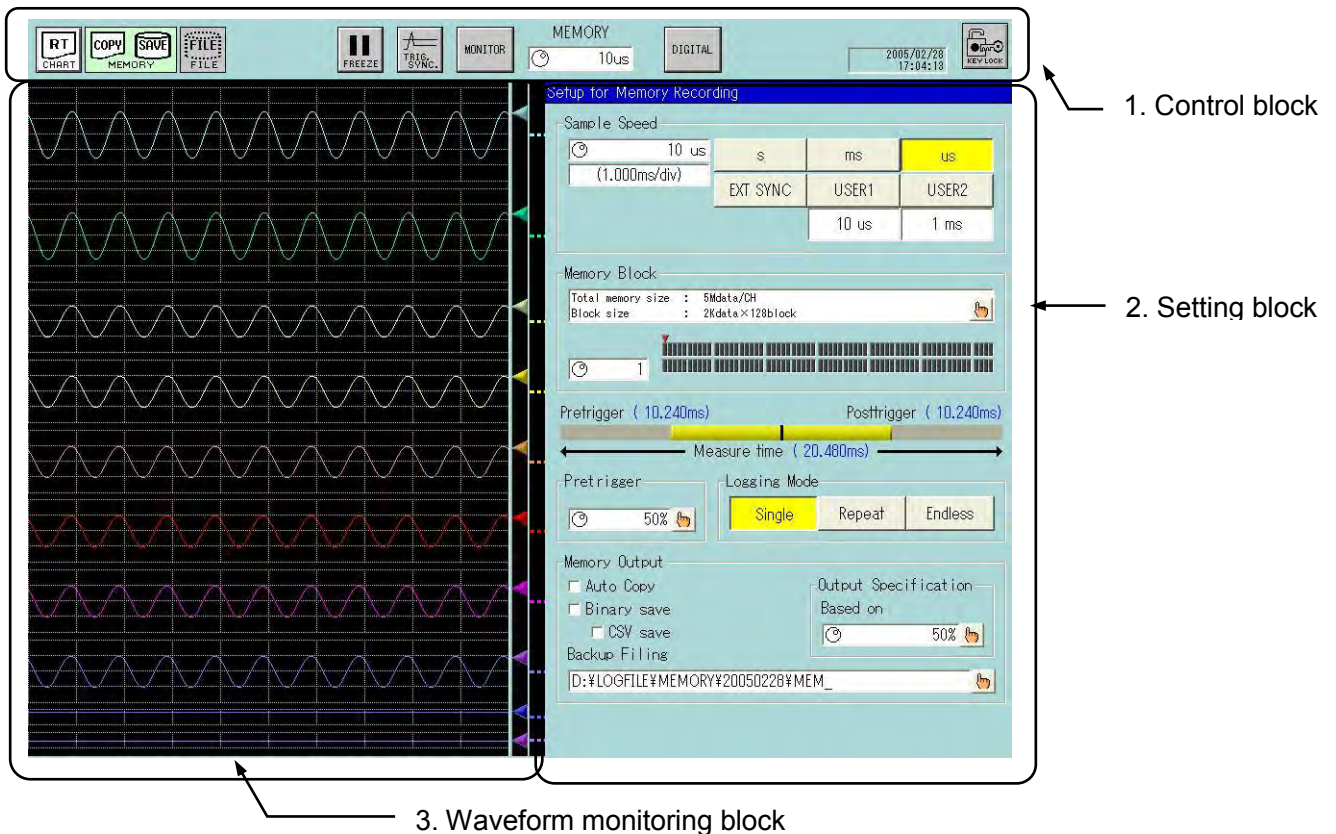 RT
CHART
COPY
SAVE
MEMORY
FILE
FILE
FREEZE
TRIG.
SYNC.
MONITOR
MEMORY
10us
DIGITAL
2005/02/28
17:04:13
KEY LOCK
1. Control block
Setup for Memory Recording
Sample Speed
10 us
(1.000ms/div)
s
ms
us
EXT SYNC
USER1
USER2
10 us
1 ms
Memory Block
Total memory size : 5Mdata/CH
Block size : 2Kdata×128block
1
2. Setting block
Pretrigger ( 10.240ms)
Posttrigger ( 10.240ms)
Measure time ( 20.480ms)
Pretrigger
50%
Logging Mode
Single
Repeat
Endless
Memory Output
Auto Copy
Binary save
CSV save
Output Specification
Based on
50%
Backup Filing
D:¥LOGFILE¥MEMORY¥20050228¥MEM_
3. Waveform monitoring block